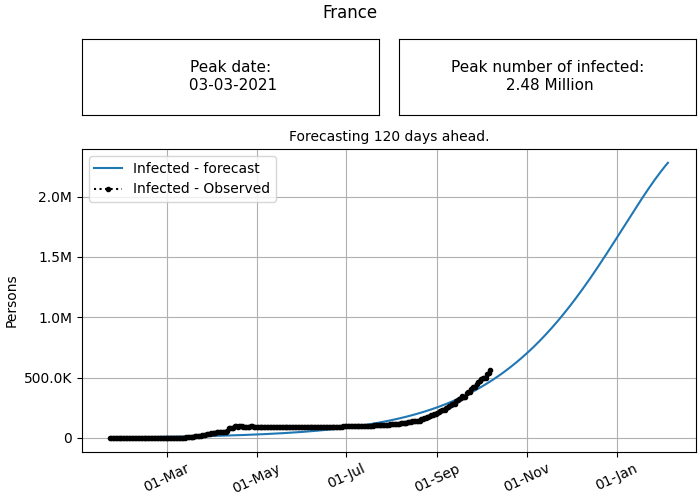 France
Peak date:
03-03-2021
Peak number of infected:
2.48 Million
Forecasting 120 days ahead.
Infected - forecast
Infected - Observed
2.0M
1.5M
1.0M
500.0K
0
Persons
01-Mar
01-May
01-Jul
01-Sep
01-Nov
01-Jan